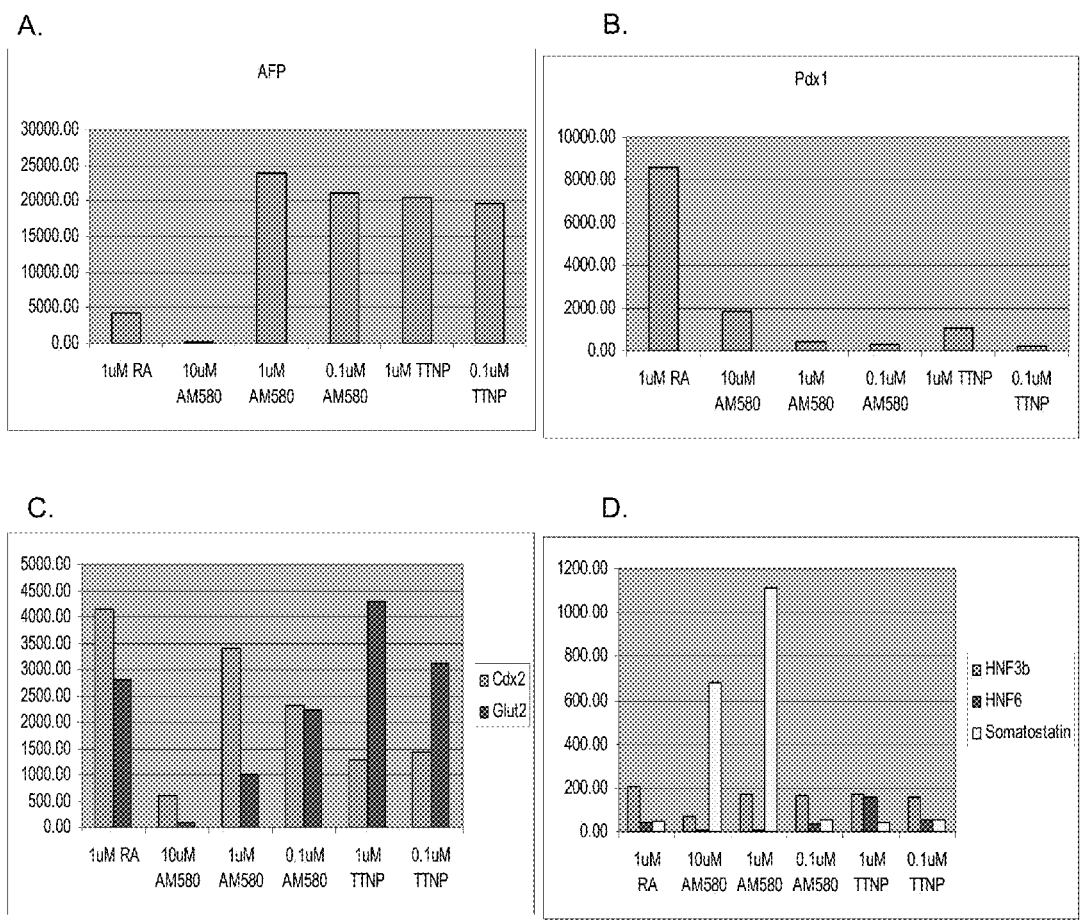 A.
AFP
30000.00
25000.00
20000.00
15000.00
10000.00
5000.00
0.00
1uM RA
10uM AM580
1uM AM580
0.1uM AM580
1uM TTNP
0.1uM TTNP
B.
Pdx1
10000.00
8000.00
6000.00
4000.00
2000.00
0.00
1uM RA
10uM AM580
1uM AM580
0.1uM AM580
1uM TTNP
0.1uM TTNP
C.
5000.00
4500.00
4000.00
3500.00
3000.00
2500.00
2000.00
1500.00
1000.00
500.00
0.00
1uM RA
10uM AM580
1uM AM580
0.1uM AM580
1uM TTNP
0.1uM TTNP
Cdx2
Glut2
D.
1200.00
1000.00
800.00
600.00
400.00
200.00
0.00
1uM RA
10uM AM580
1uM AM580
0.1uM AM580
1uM TTNP
0.1uM TTNP
HNF3b
HNF6
Somatostatin